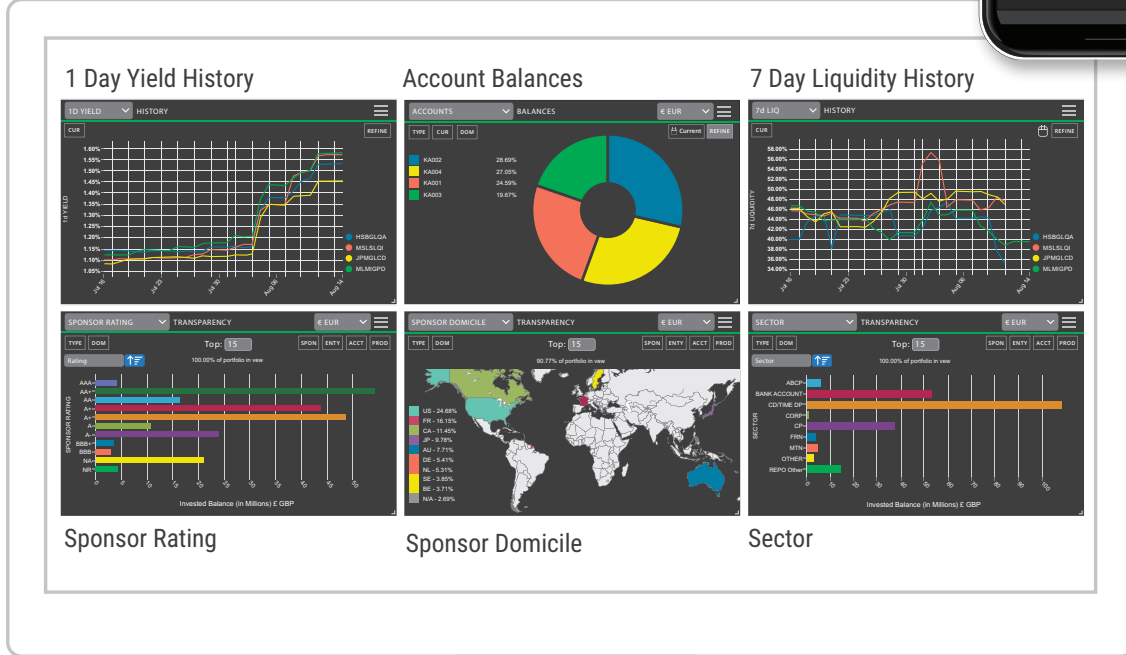 1 Day Yield History
Account Balances
7 Day Liquidity History
1D YIELD
HISTORY
CUR
REFINE
1.60%
1.55%
1.50%
1.45%
1.40%
1.35%
1.30%
1.25%
1.20%
1.15%
1.10%
1.05%
1d YIELD
HSBGLQA
MSLSLQI
JPMGLCD
MLMIGPD
Jul 16
Jul 23
Jul 30
Aug 06
Aug 14
ACCOUNTS
BALANCES
€ EUR
TYPE CUR DOM
Current REFINE
KA002 28.69%
KA004 27.05%
KA001 24.59%
KA003 19.67%
7d LIQ
HISTORY
CUR
REFINE
58.00%
56.00%
54.00%
52.00%
50.00%
48.00%
46.00%
44.00%
42.00%
40.00%
38.00%
36.00%
34.00%
7d LIQUIDITY
HSBGLQA
MSLSLQI
JPMGLCD
MLMIGPD
Jul 16
Jul 23
Jul 30
Aug 06
Aug 14
SPONSOR RATING
TRANSPARENCY
€ EUR
TYPE DOM
Top: 15
SPON ENTY ACCT PROD
Rating
100.00% of portfolio in vew
SPONSOR RATING
AAA
AA+
AA-
A+
A+
A
A-
BBB+
BBB
NA
NR
0 5 10 15 20 25 30 35 40 45 50
Invested Balance (in Millions) £ GBP
SPONSOR DOMICILE
TRANSPARENCY
€ EUR
TYPE DOM
Top: 15
SPON ENTY ACCT PROD
90.77% of portfolio in vew
US - 24.68%
FR - 16.15%
CA - 11.45%
JP - 9.78%
AU - 7.71%
DE - 5.41%
NL - 5.31%
SE - 3.85%
BE - 3.71%
N/A - 2.69%
SECTOR
TRANSPARENCY
€ EUR
TYPE DOM
Top: 15
SPON ENTY ACCT PROD
Sector
100.00% of portfolio in vew
SECTOR
ABCP
BANK ACCOUNT
CD/TIME DP
CORP
CP
FRN
MTN
OTHER
REPO Other
0 10 20 30 40 50 60 70 80 90 100
Invested Balance (in Millions) £ GBP
Sponsor Rating
Sponsor Domicile
Sector